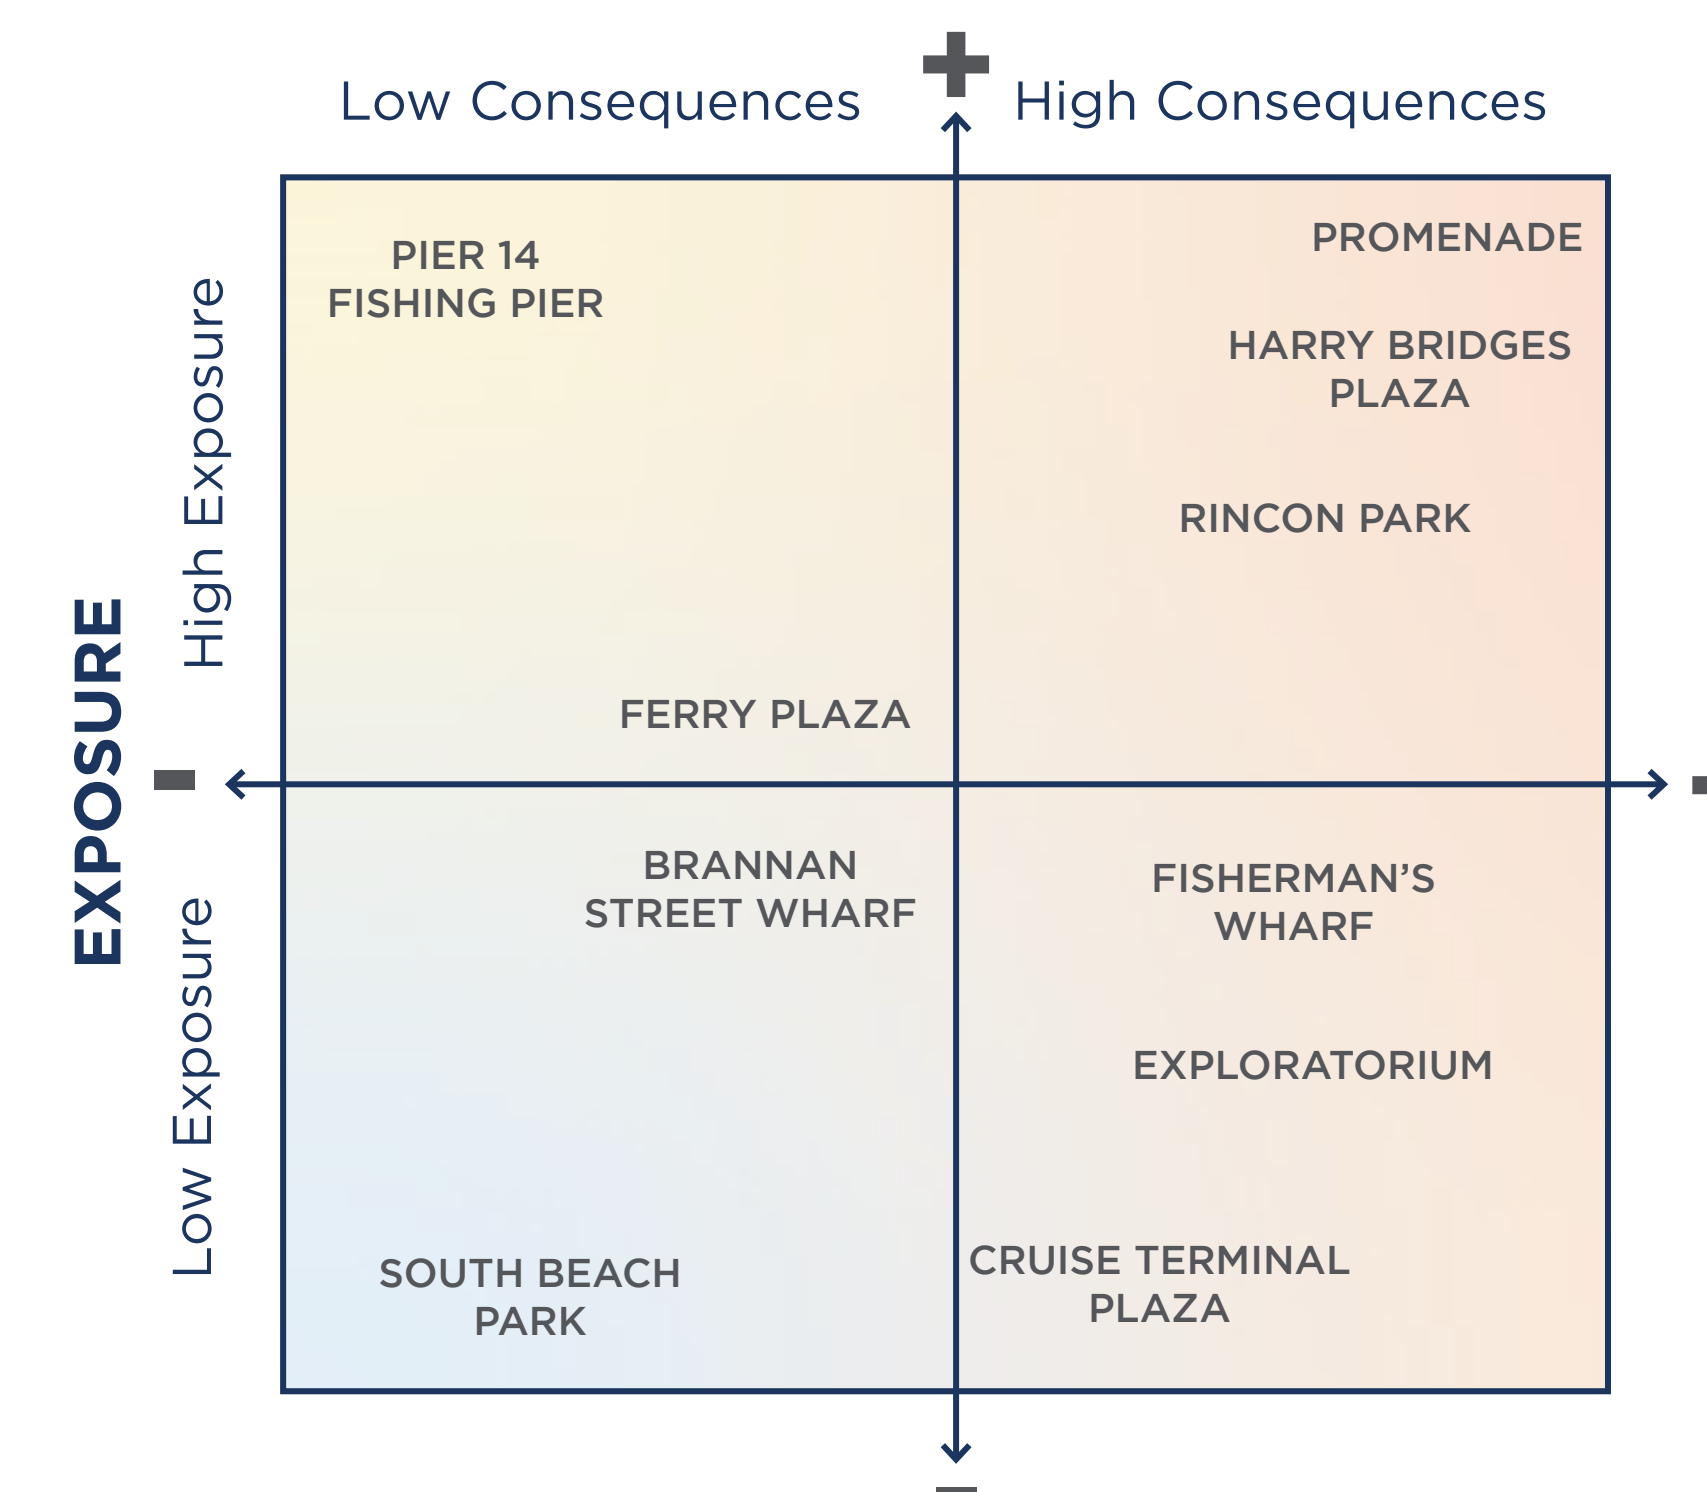 Low Consequences
High Consequences
PIER 14
FISHING PIER
PROMENADE
HARRY BRIDGES
PLAZA
RINCON PARK
High Exposure
FERRY PLAZA
EXPOSURE
BRANNAN
STREET WHARF
FISHERMAN’S
WHARF
EXPLORATORIUM
Low Exposure
SOUTH BEACH
PARK
CRUISE TERMINAL
PLAZA